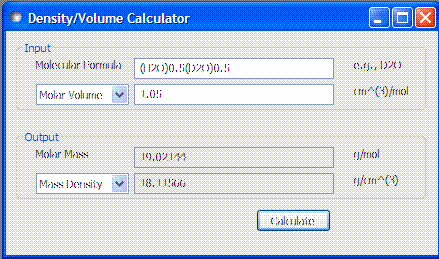 Density/Volume Calculator
Input
Molecular Formula (H2O)0.5(D2O)0.5 e.g., D2O
Molar Volume 1.05 cm^(3)/mol
Output
Molar Mass 19.02144 g/mol
Mass Density 18.11566 g/cm^(3)
Calculate